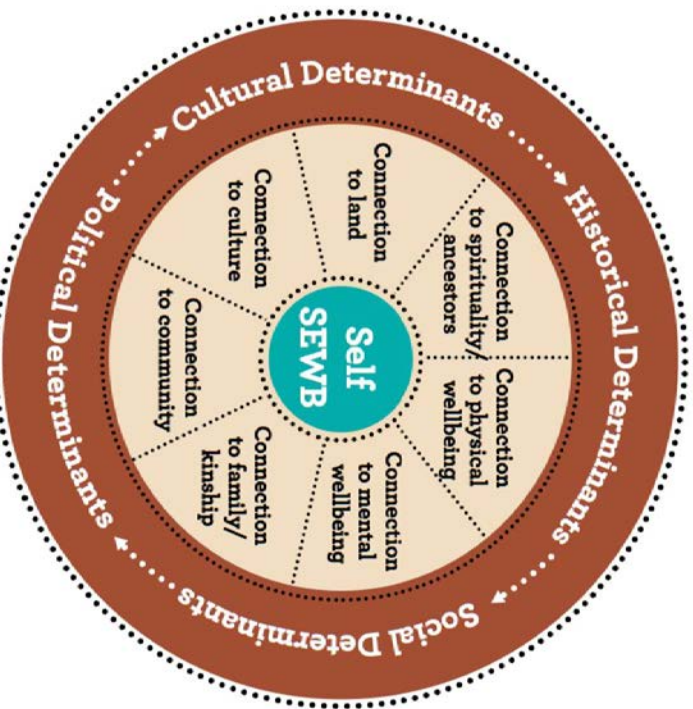 Historical Determinants
Social Determinants
Political Determinants
Cultural Determinants
Connection
to spirituality/
ancestors
Connection
to physical
wellbeing
Connection
to mental
wellbeing
Connection
to family/
kinship
Connection
to community
Connection
to culture
Connection
to land
Self
SEWB